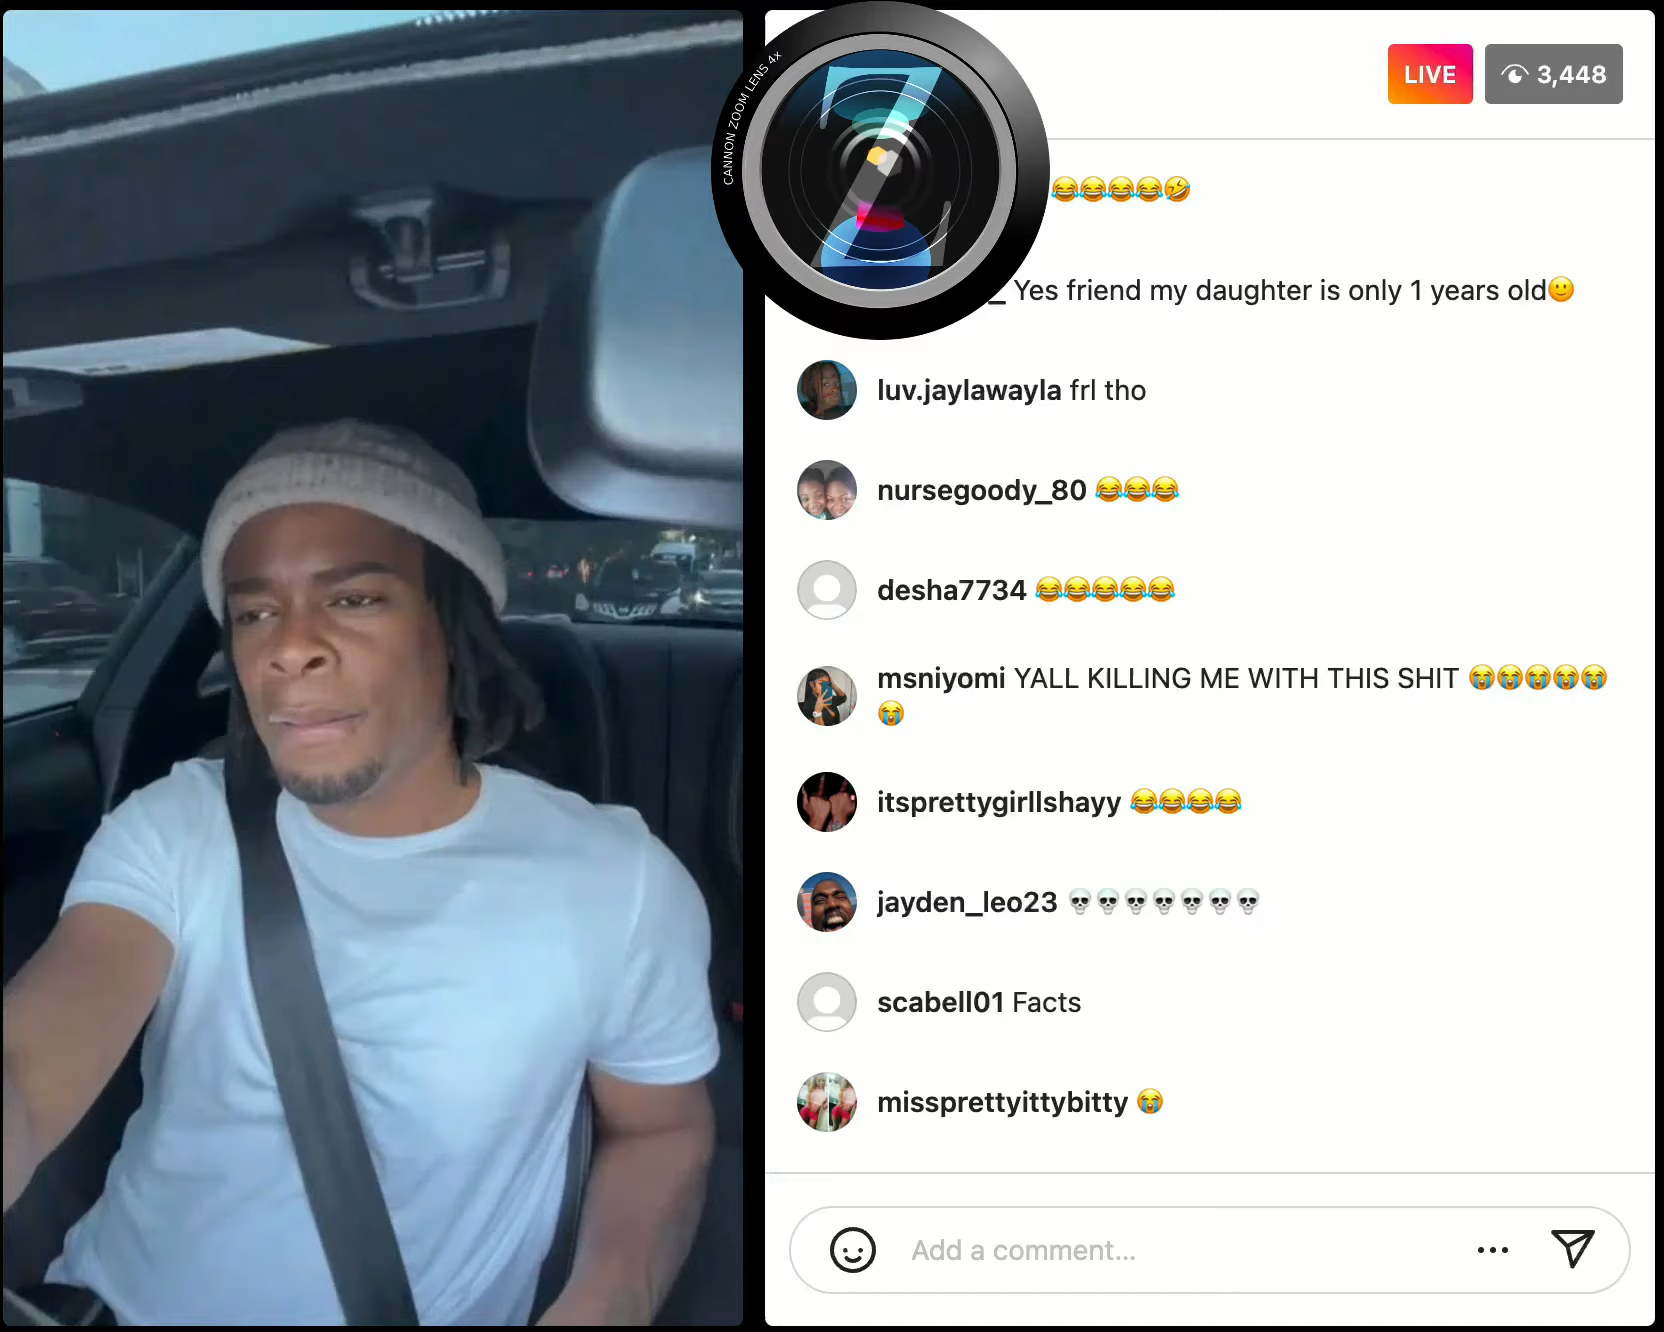 CANNON ZOOM LENS 4x
Z
LIVE
3,448
😂😂😂😂🤣
_ Yes friend my daughter is only 1 years old🙂
luv.jaylawayla frl tho
nursegoody_80 😂😂😂
desha7734 😂😂😂😂😂
msniyomi YALL KILLING ME WITH THIS SHIT 😭😭😭😭😭
😭
itsprettygirllshayy 😂😂😂😂
jayden_leo23 💀💀💀💀💀💀💀
scabell01 Facts
missprettyittybitty 😭
Add a comment...